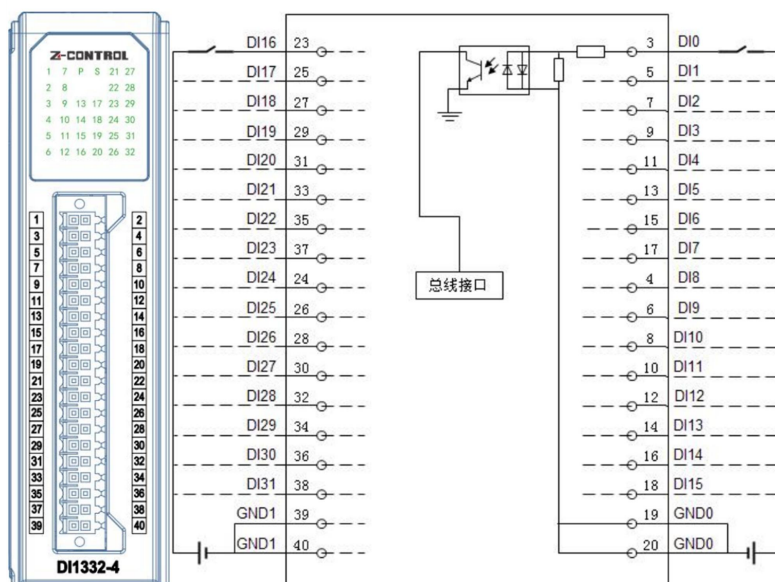 Z-CONTROL
1 7 P S 21 27
2 8 22 28
3 9 13 17 23 29
4 10 14 18 24 30
5 11 15 19 25 31
6 12 16 20 26 32
1 2
3 4
5 6
7 8
9 10
11 12
13 14
15 16
17 18
19 20
21 22
23 24
25 26
27 28
29 30
31 32
33 34
35 36
37 38
39 40
DI1332-4
DI16 23
DI17 25
DI18 27
DI19 29
DI20 31
DI21 33
DI22 35
DI23 37
DI24 24
DI25 26
DI26 28
DI27 30
DI28 32
DI29 34
DI30 36
DI31 38
GND1 39
GND1 40
总线接口
3 DI0
5 DI1
7 DI2
9 DI3
11 DI4
13 DI5
15 DI6
17 DI7
4 DI8
6 DI9
8 DI10
10 DI11
12 DI12
14 DI13
16 DI14
18 DI15
19 GND0
20 GND0